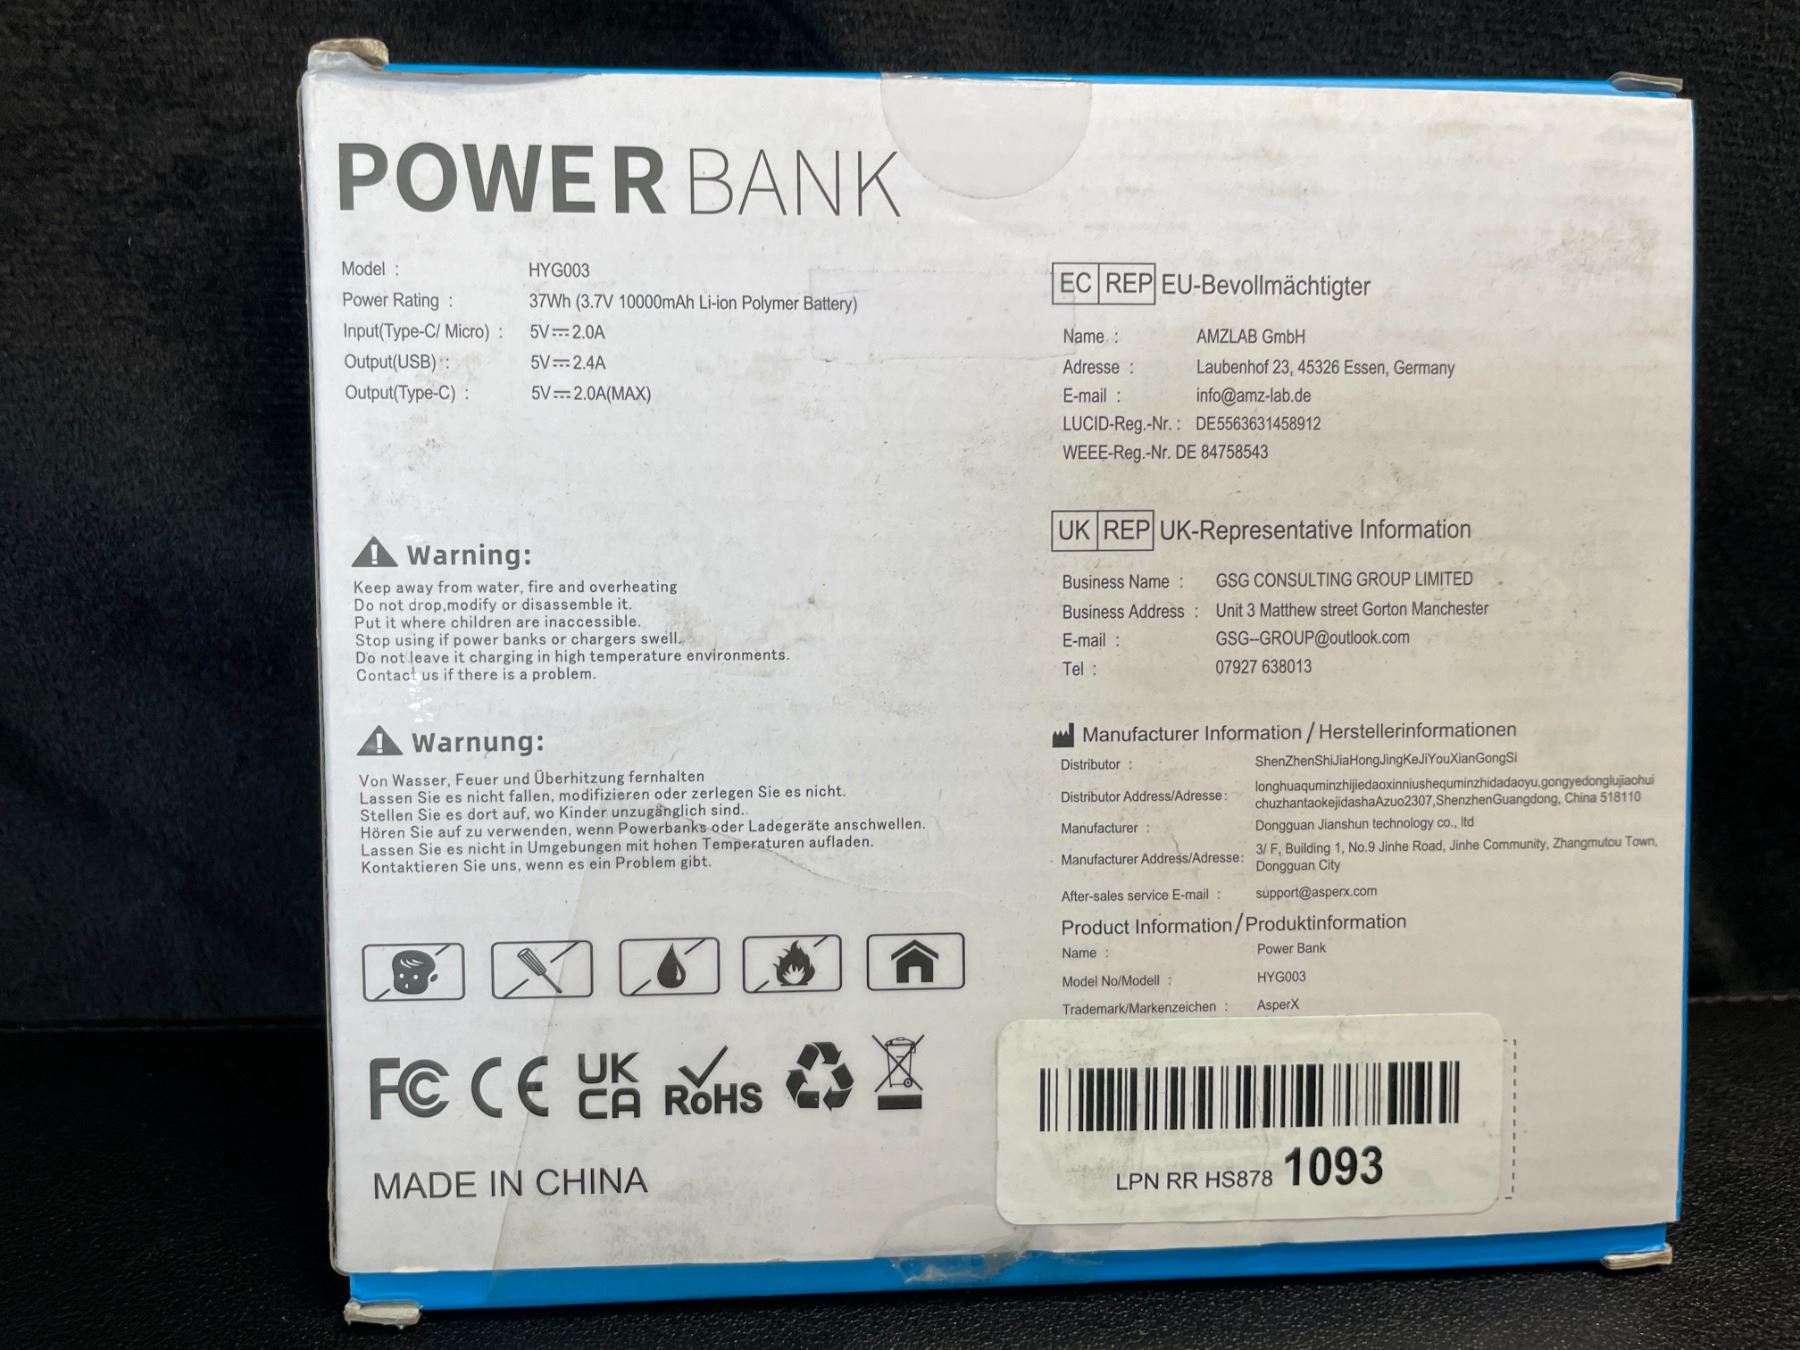 POWER BANK
Model : HYG003
Power Rating : 37Wh (3.7V 10000mAh Li-ion Polymer Battery)
Input(Type-C/ Micro) : 5V⎓2.0A
Output(USB) : 5V⎓2.4A
Output(Type-C) : 5V⎓2.0A(MAX)
Warning:
Keep away from water, fire and overheating
Do not drop,modify or disassemble it.
Put it where children are inaccessible.
Stop using if power banks or chargers swell.
Do not leave it charging in high temperature environments.
Contact us if there is a problem.
Warnung:
Von Wasser, Feuer und Überhitzung fernhalten
Lassen Sie es nicht fallen, modifizieren oder zerlegen Sie es nicht.
Stellen Sie es dort auf, wo Kinder unzugänglich sind.
Hören Sie auf zu verwenden, wenn Powerbanks oder Ladegeräte anschwellen.
Lassen Sie es nicht in Umgebungen mit hohen Temperaturen aufladen.
Kontaktieren Sie uns, wenn es ein Problem gibt.
FC CE UK CA RoHS
MADE IN CHINA
EC REP EU-Bevollmächtigter
Name : AMZLAB GmbH
Adresse : Laubenhof 23, 45326 Essen, Germany
E-mail : info@amz-lab.de
LUCID-Reg.-Nr. : DE5563631458912
WEEE-Reg.-Nr. DE 84758543
UK REP UK-Representative Information
Business Name : GSG CONSULTING GROUP LIMITED
Business Address : Unit 3 Matthew street Gorton Manchester
E-mail : GSG--GROUP@outlook.com
Tel : 07927 638013
Manufacturer Information / Herstellerinformationen
Distributor : ShenZhenShiJiaHongJingKeJiYouXianGongSi
Distributor Address/Adresse : longhuaquminzhijiedaoxinniushequminzhidadaoyu,gongyedonglujiaohui
chuzhantaokejidashaAzuo2307,ShenzhenGuangdong, China 518110
Manufacturer : Dongguan Jianshun technology co., ltd
Manufacturer Address/Adresse: 3/ F, Building 1, No.9 Jinhe Road, Jinhe Community, Zhangmutou Town,
Dongguan City
After-sales service E-mail : support@asperx.com
Product Information / Produktinformation
Name : Power Bank
Model No/Modell : HYG003
Trademark/Markenzeichen : AsperX
LPN RR HS878 1093